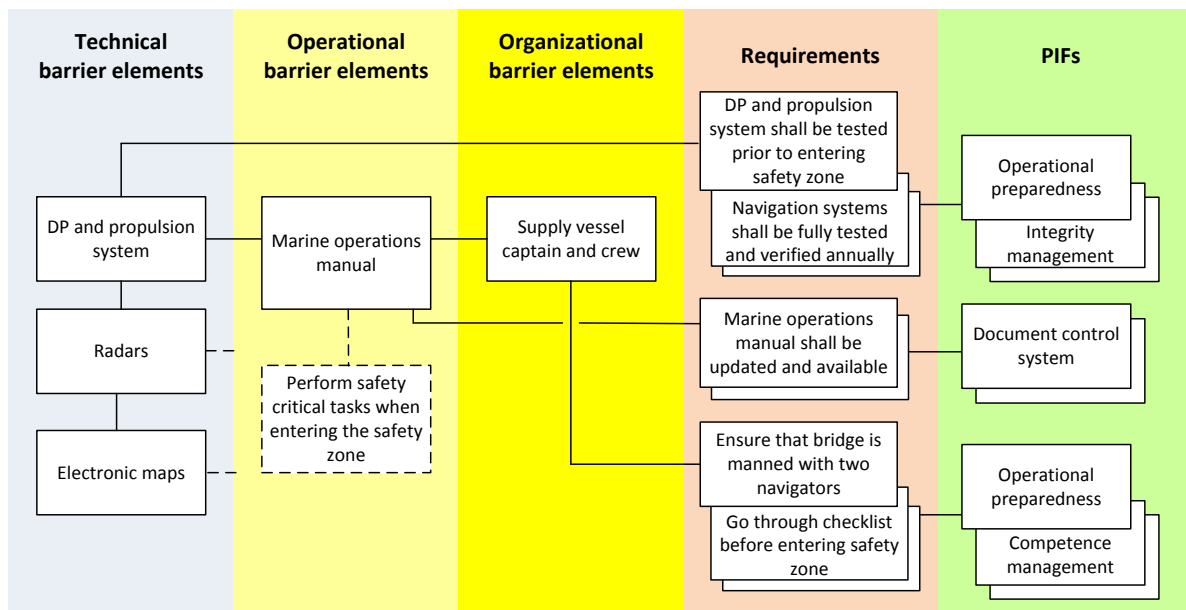 Technical
barrier elements
Operational
barrier elements
Organizational
barrier elements
Requirements
PIFs
DP and propulsion
system
Radars
Electronic maps
Marine operations
manual
Perform safety
critical tasks when
entering the safety
zone
Supply vessel
captain and crew
DP and propulsion
system shall be tested
prior to entering
safety zone
Navigation systems
shall be fully tested
and verified annually
Marine operations
manual shall be
updated and available
Ensure that bridge is
manned with two
navigators
Go through checklist
before entering safety
zone
Operational
preparedness
Integrity
management
Document control
system
Operational
preparedness
Competence
management